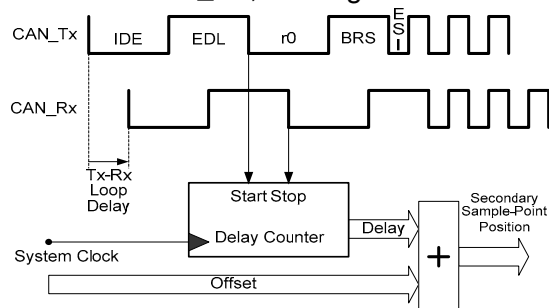 CAN_Tx IDE EDL r0 BRS E S I
CAN_Rx
Tx-Rx
Loop
Delay
Start Stop
Delay Counter
System Clock
Delay
Offset
+
Secondary
Sample-Point
Position